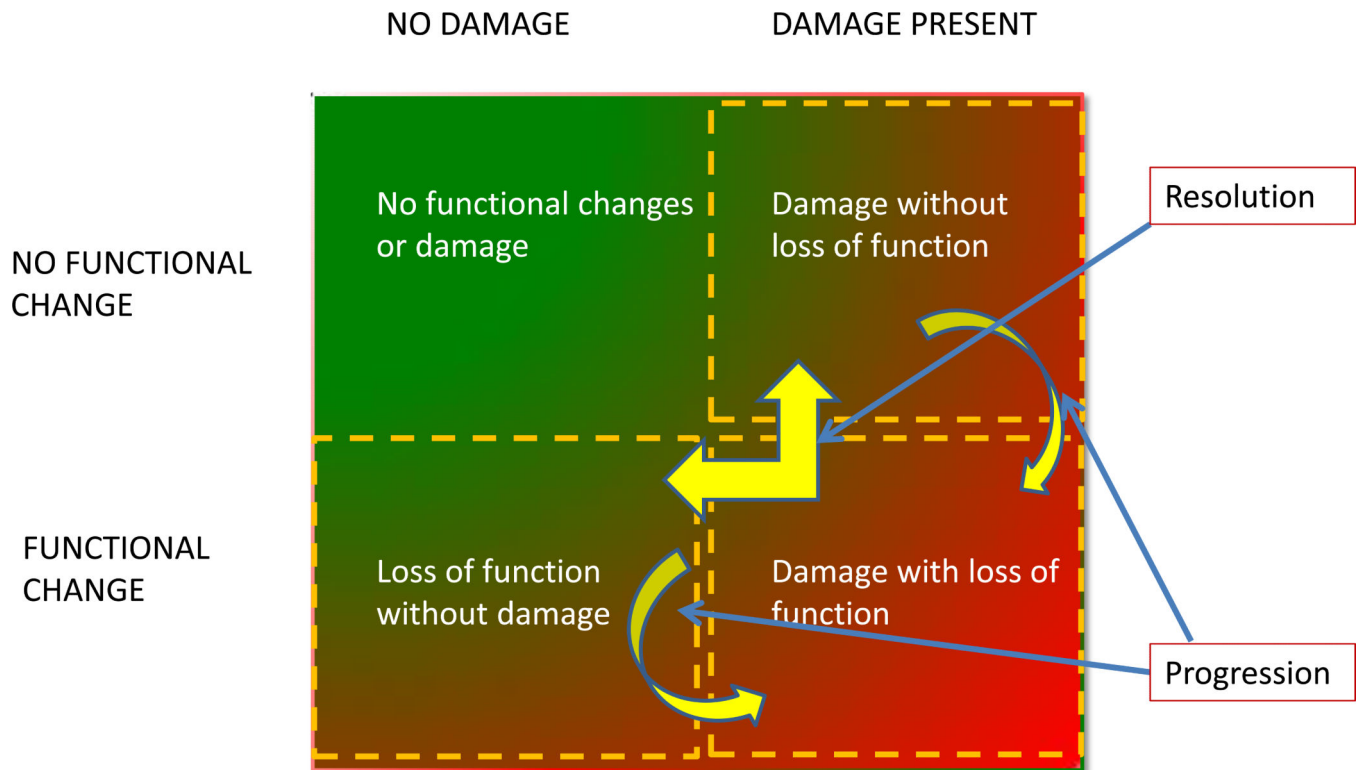 NO DAMAGE
DAMAGE PRESENT
NO FUNCTIONAL
CHANGE
No functional changes
or damage
Damage without
loss of function
Resolution
FUNCTIONAL
CHANGE
Loss of function
without damage
Damage with loss of
function
Progression